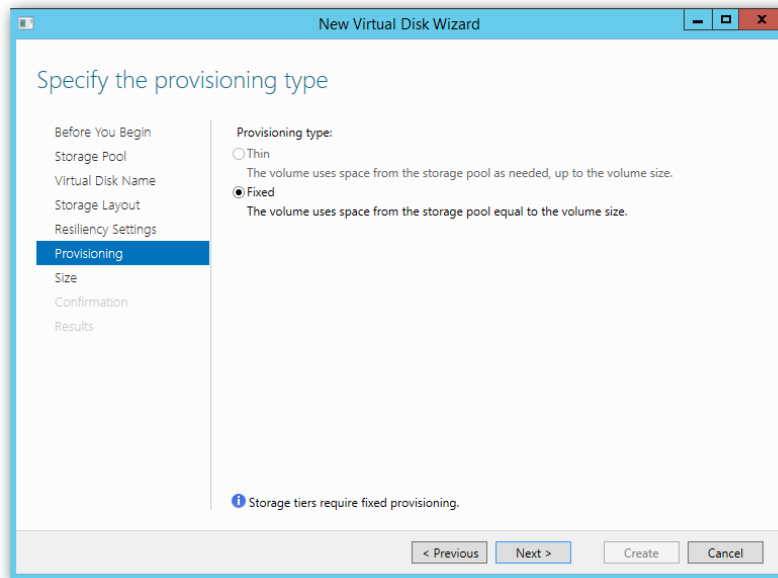 New Virtual Disk Wizard
Specify the provisioning type
Before You Begin
Storage Pool
Virtual Disk Name
Storage Layout
Resiliency Settings
Provisioning
Size
Confirmation
Results
Provisioning type:
Thin
The volume uses space from the storage pool as needed, up to the volume size.
Fixed
The volume uses space from the storage pool equal to the volume size.
Storage tiers require fixed provisioning.
< Previous
Next >
Create
Cancel